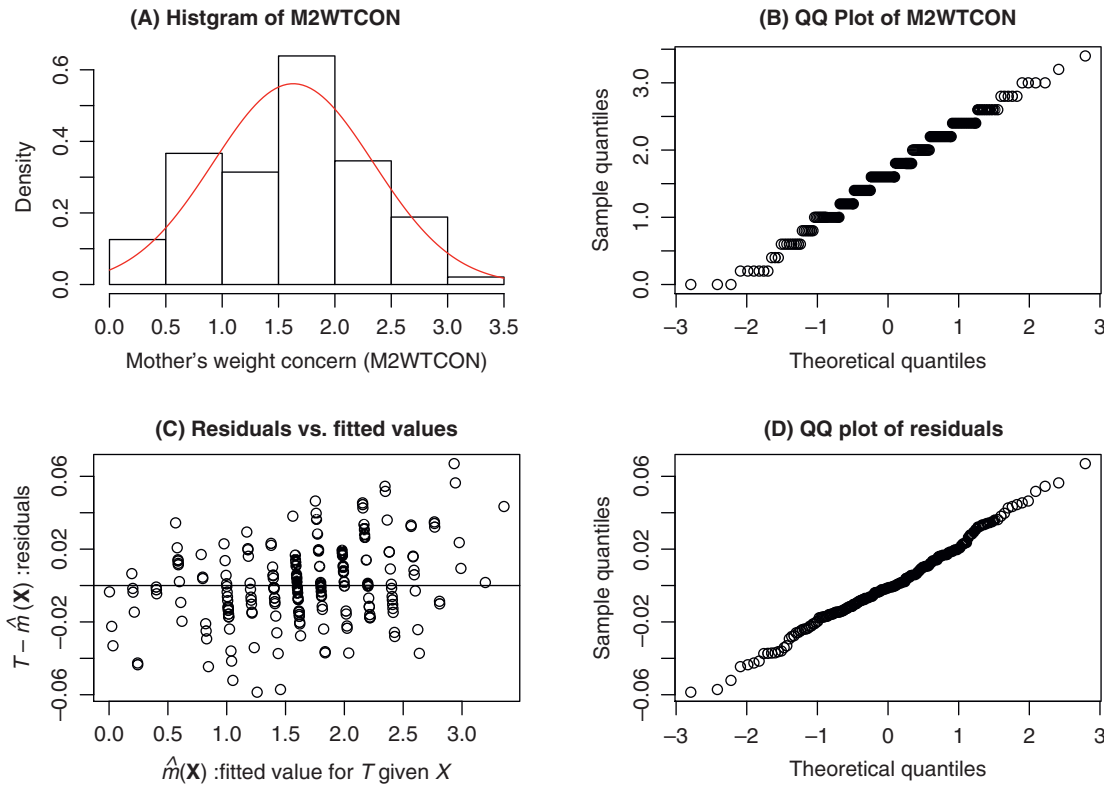 (A) Histgram of M2WTCON
Density
0.0 0.2 0.4 0.6
0.0 0.5 1.0 1.5 2.0 2.5 3.0 3.5
Mother's weight concern (M2WTCON)
(B) QQ Plot of M2WTCON
Sample quantiles
0.0 1.0 2.0 3.0
−3 −2 −1 0 1 2 3
Theoretical quantiles
(C) Residuals vs. fitted values
T − m̂ (X) :residuals
−0.06 −0.02 0.02 0.06
0.0 0.5 1.0 1.5 2.0 2.5 3.0
m̂(X) :fitted value for T given X
(D) QQ plot of residuals
Sample quantiles
−0.06 −0.02 0.02 0.06
−3 −2 −1 0 1 2 3
Theoretical quantiles